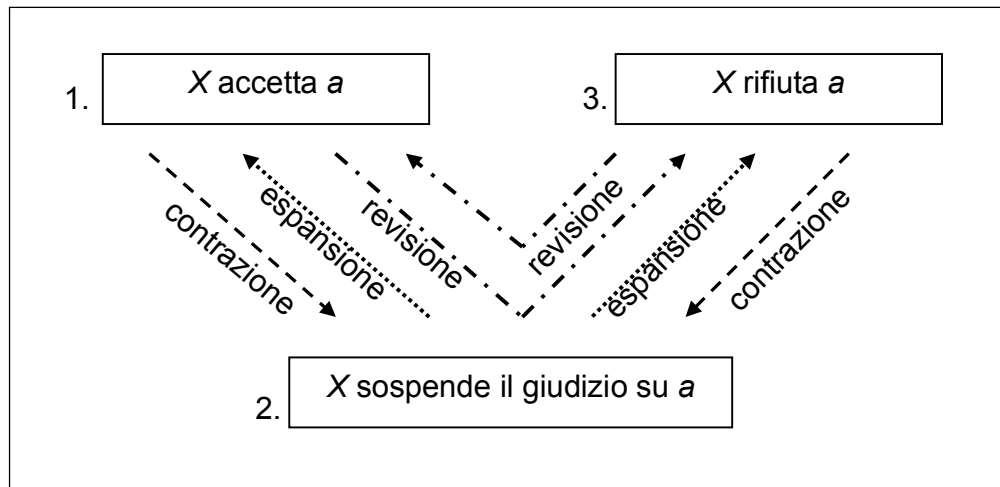 1. X accetta a
3. X rifiuta a
contrazione
espansione
revisione
revisione
espansione
contrazione
2. X sospende il giudizio su a